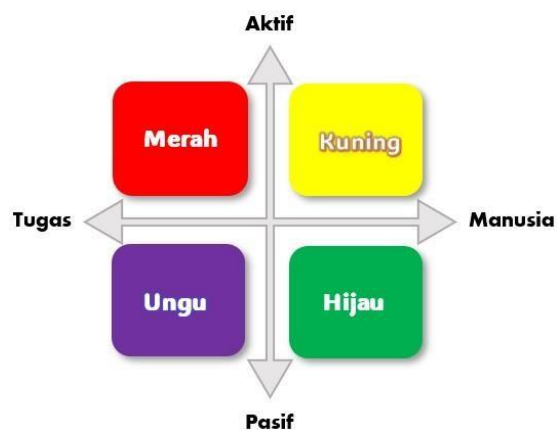 Aktif
Merah
Kuning
Tugas
Manusia
Ungu
Hijau
Pasif